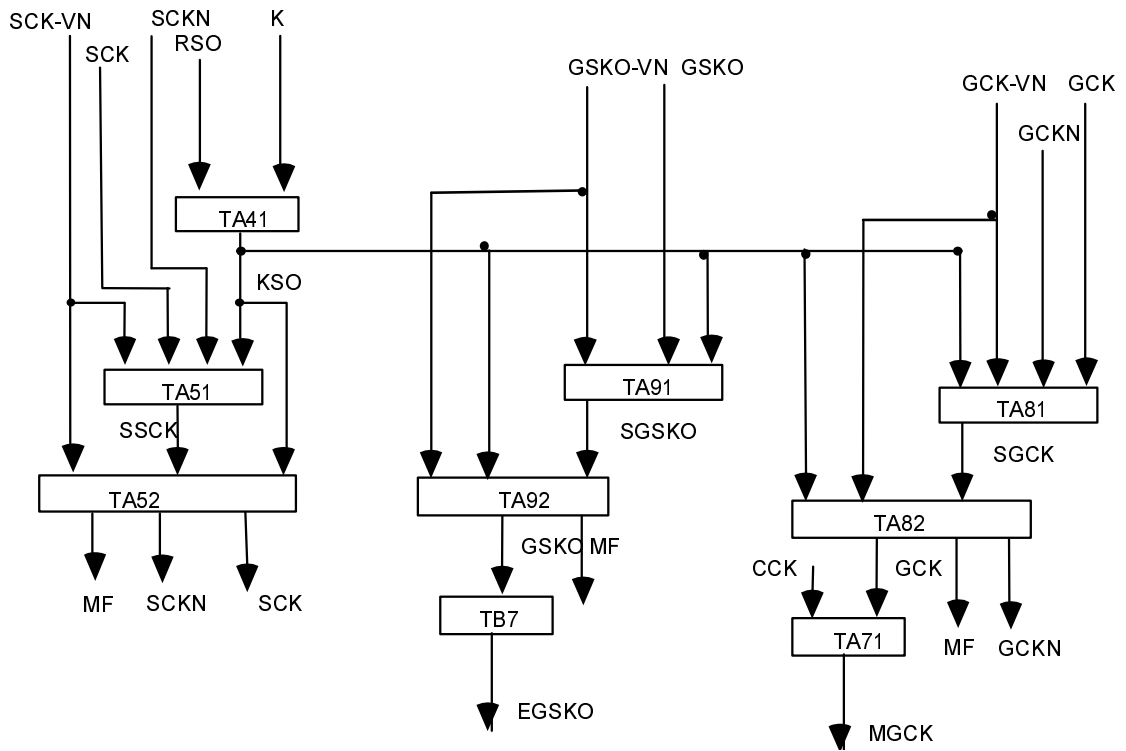 SCK-VN
SCKN
K
SCK
RSO
GSKO-VN
GSKO
GCK-VN
GCK
GCKN
TA41
KSO
TA51
TA91
TA81
SSCK
SGSKO
SGCK
TA52
TA92
TA82
GSKO
MF
CCK
GCK
MF
SCKN
SCK
TB7
TA71
MF
GCKN
EGSKO
MGCK